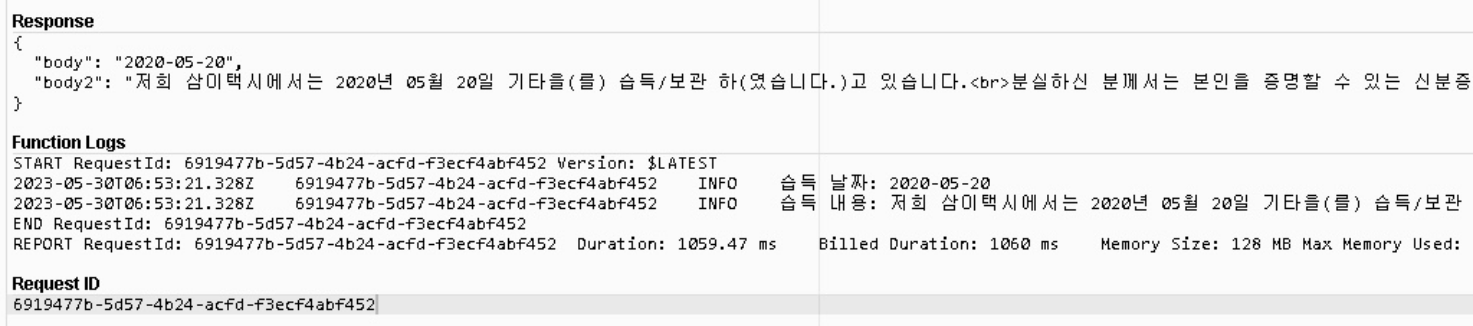 Response
{
  "body": "2020-05-20",
  "body2": "저희 삼이택시에서는 2020년 05월 20일 기타을(를) 습득/보관 하(였습니다.)고 있습니다.<br>분실하신 분께서는 본인을 증명할 수 있는 신분증
}
Function Logs
START RequestId: 6919477b-5d57-4b24-acfd-f3ecf4abf452 Version: $LATEST
2023-05-30T06:53:21.328Z    6919477b-5d57-4b24-acfd-f3ecf4abf452    INFO    습득 날짜: 2020-05-20
2023-05-30T06:53:21.328Z    6919477b-5d57-4b24-acfd-f3ecf4abf452    INFO    습득 내용: 저희 삼이택시에서는 2020년 05월 20일 기타을(를) 습득/보관
END RequestId: 6919477b-5d57-4b24-acfd-f3ecf4abf452
REPORT RequestId: 6919477b-5d57-4b24-acfd-f3ecf4abf452  Duration: 1059.47 ms    Billed Duration: 1060 ms    Memory Size: 128 MB Max Memory Used:
Request ID
6919477b-5d57-4b24-acfd-f3ecf4abf452